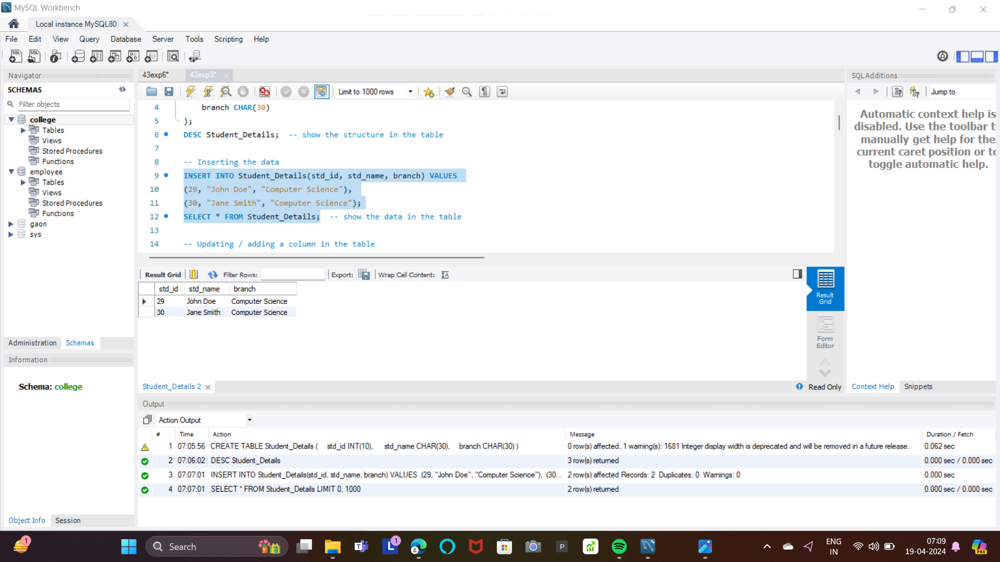 MySQL Workbench
Local instance MySQL80
File Edit View Query Database Server Tools Scripting Help
Navigator
SCHEMAS
Filter objects
college
Tables
Views
Stored Procedures
Functions
employee
Tables
Views
Stored Procedures
Functions
gaon
sys
Administration Schemas
Information
Schema: college
Object Info Session
43exp6* 43exp3*
Limit to 1000 rows
4 branch CHAR(30)
5 );
6 DESC Student_Details; -- show the structure in the table
7
8 -- Inserting the data
9 INSERT INTO Student_Details(std_id, std_name, branch) VALUES
10 (29, "John Doe", "Computer Science"),
11 (30, "Jane Smith", "Computer Science");
12 SELECT * FROM Student_Details; -- show the data in the table
13
14 -- Updating / adding a column in the table
Result Grid Filter Rows: Export: Wrap Cell Content:
std_id std_name branch
29 John Doe Computer Science
30 Jane Smith Computer Science
Result
Grid
Form
Editor
Student_Details 2
Read Only
SQLAdditions
Jump to
Automatic context help is
disabled. Use the toolbar t
manually get help for the
current caret position or to
toggle automatic help.
Context Help Snippets
Output
Action Output
# Time Action Message Duration / Fetch
1 07:05:56 CREATE TABLE Student_Details ( std_id INT(10), std_name CHAR(30), branch CHAR(30) ) 0 row(s) affected, 1 warning(s): 1681 Integer display width is deprecated and will be removed in a future release. 0.062 sec
2 07:06:02 DESC Student_Details 3 row(s) returned 0.000 sec / 0.000 sec
3 07:07:01 INSERT INTO Student_Details(std_id, std_name, branch) VALUES (29, "John Doe", "Computer Science"), (30... 2 row(s) affected Records: 2 Duplicates: 0 Warnings: 0 0.000 sec
4 07:07:01 SELECT * FROM Student_Details LIMIT 0, 1000 2 row(s) returned 0.000 sec / 0.000 sec
1
Search
L
1
P
ENG
IN
07:09
19-04-2024
PRE